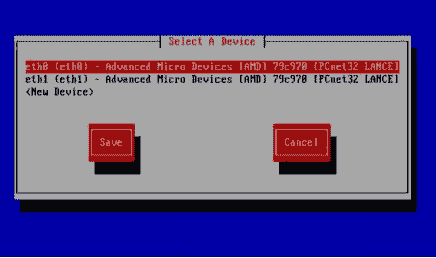 Select A Device
eth0 (eth0) - Advanced Micro Devices [AMD] 79c970 [PCnet32 LANCE]
eth1 (eth1) - Advanced Micro Devices [AMD] 79c970 [PCnet32 LANCE]
<New Device>
Save
Cancel